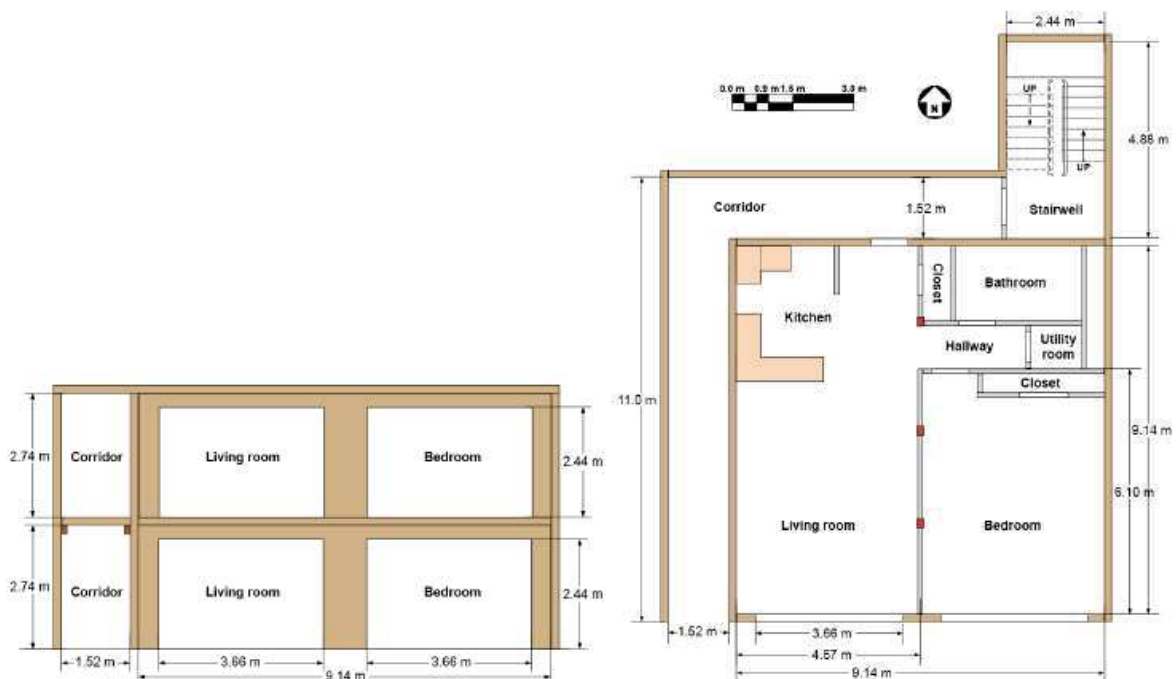 2.74 m
Corridor
Living room
Bedroom
2.44 m
2.74 m
Corridor
Living room
Bedroom
2.44 m
1.52 m
3.66 m
3.66 m
9.14 m
2.44 m
0.0 m 0.9 m 1.5 m 3.0 m
N
UP
UP
4.88 m
Corridor
1.52 m
Stairwell
Closet
Bathroom
Kitchen
Hallway
Utility
room
Closet
11.0 m
9.14 m
6.10 m
Living room
Bedroom
1.52 m
3.66 m
4.57 m
9.14 m